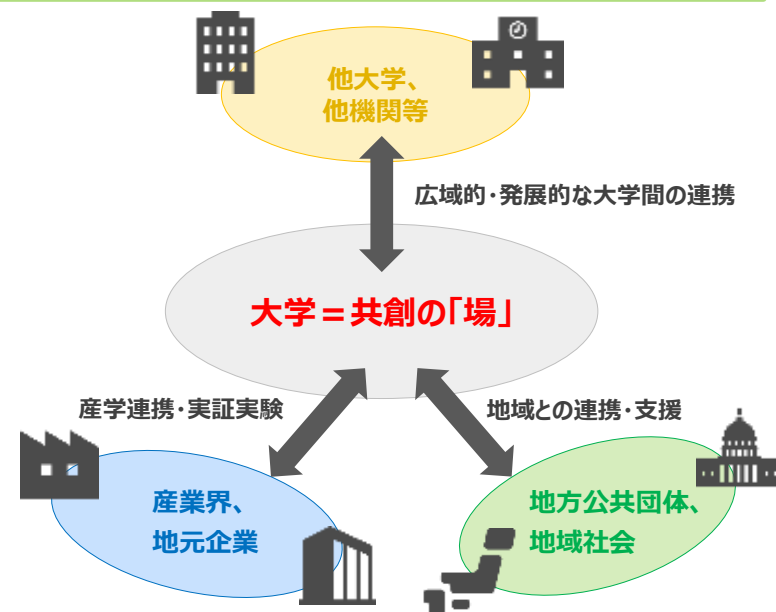 他大学、
他機関等
広域的・発展的な大学間の連携
大学＝共創の「場」
産学連携・実証実験
地域との連携・支援
産業界、
地元企業
地方公共団体、
地域社会